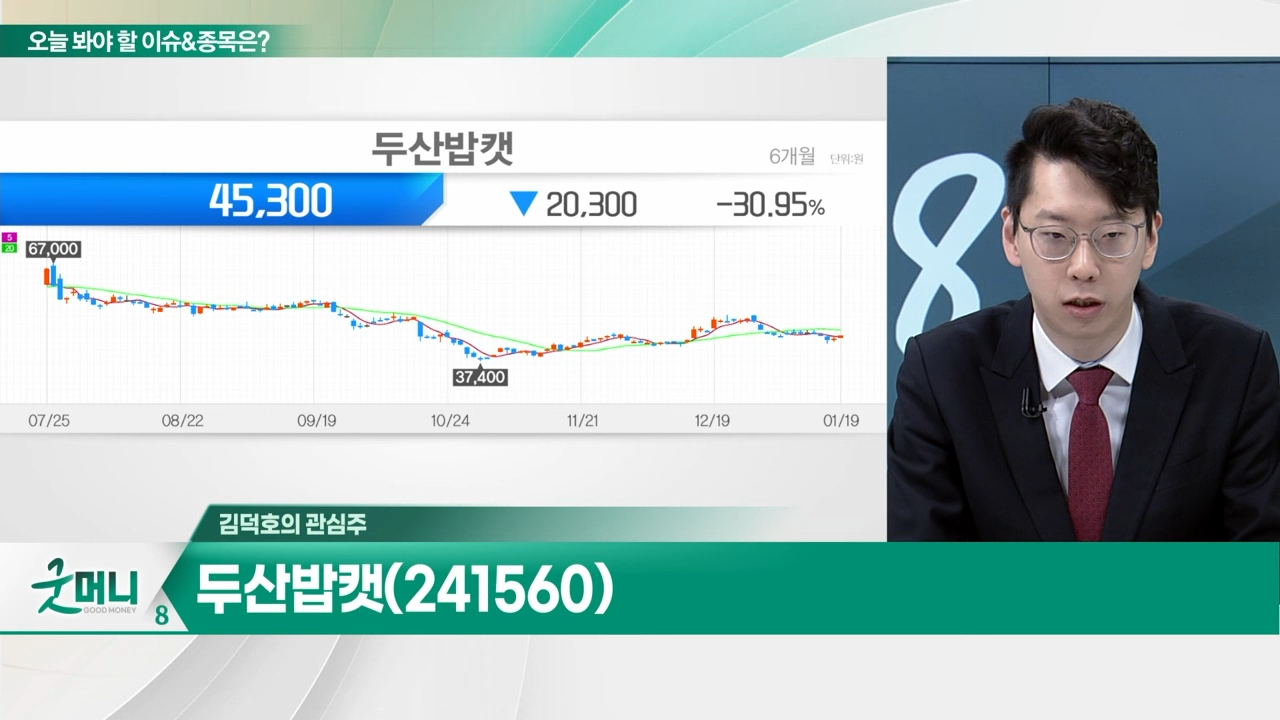 오늘 봐야 할 이슈&종목은?
두산밥캣
6개월 단위:원
45,300 ▼ 20,300 -30.95%
5
20
67,000
37,400
07/25 08/22 09/19 10/24 11/21 12/19 01/19
8
김덕호의 관심주
굿머니
GOOD MONEY
8
두산밥캣(241560)